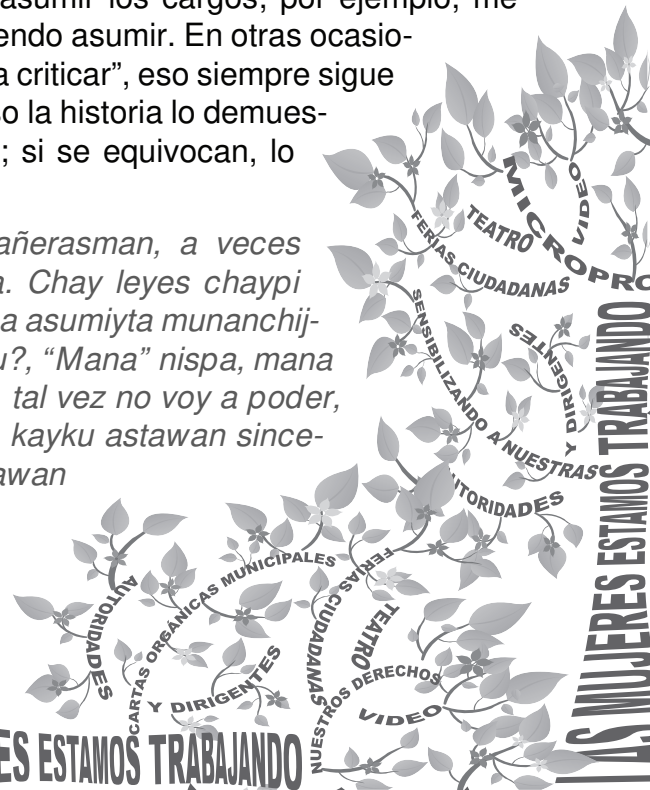 asumir los cargos, por ejemplo, me
endo asumir. En otras ocasio-
a criticar”, eso siempre sigue
so la historia lo demues-
; si se equivocan, lo
añerasman, a veces
a. Chay leyes chaypi
a asumiyta munanchij-
u?, “Mana” nispa, mana
tal vez no voy a poder,
kayku astawan since-
awan
MICROPRO
VIDEO
TEATRO
FERIAS CIUDADANAS
SENSIBILIZANDO A NUESTRAS
Y DIRIGENTES
UTORIDADES
LAS MUJERES ESTAMOS TRABAJANDO
AUTORIDADES
CARTAS ORGÁNICAS MUNICIPALES
Y DIRIGENTES
FERIAS CIUDADANAS
TEATRO
NUESTROS DERECHOS
VIDEO
ES ESTAMOS TRABAJANDO